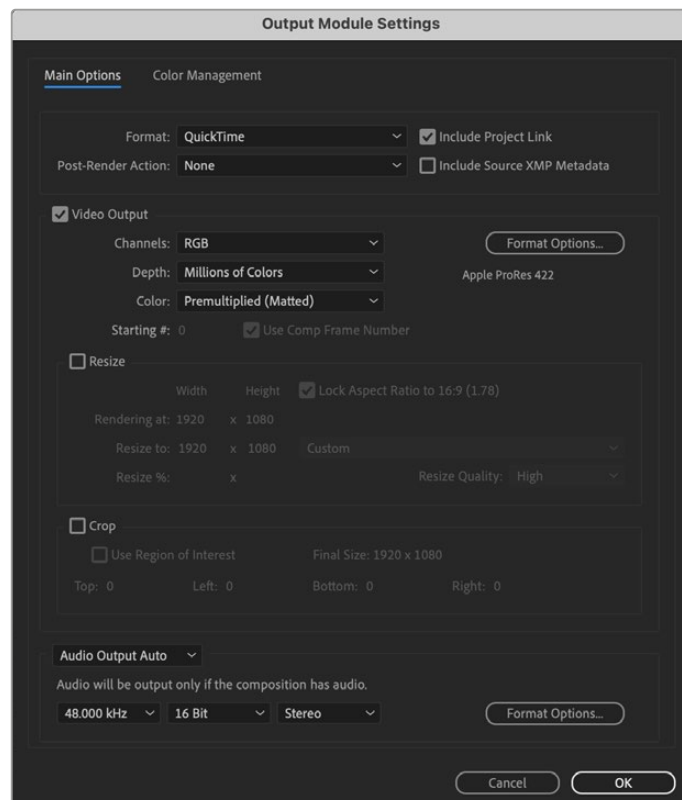 Output Module Settings
Main Options Color Management
Format: QuickTime Include Project Link
Post-Render Action: None Include Source XMP Metadata
Video Output
Channels: RGB Format Options...
Depth: Millions of Colors Apple ProRes 422
Color: Premultiplied (Matted)
Starting #: 0 Use Comp Frame Number
Resize
Width Height Lock Aspect Ratio to 16:9 (1.78)
Rendering at: 1920 x 1080
Resize to: 1920 x 1080 Custom
Resize %: x Resize Quality: High
Crop
Use Region of Interest Final Size: 1920 x 1080
Top: 0 Left: 0 Bottom: 0 Right: 0
Audio Output Auto
Audio will be output only if the composition has audio.
48.000 kHz 16 Bit Stereo Format Options...
Cancel OK